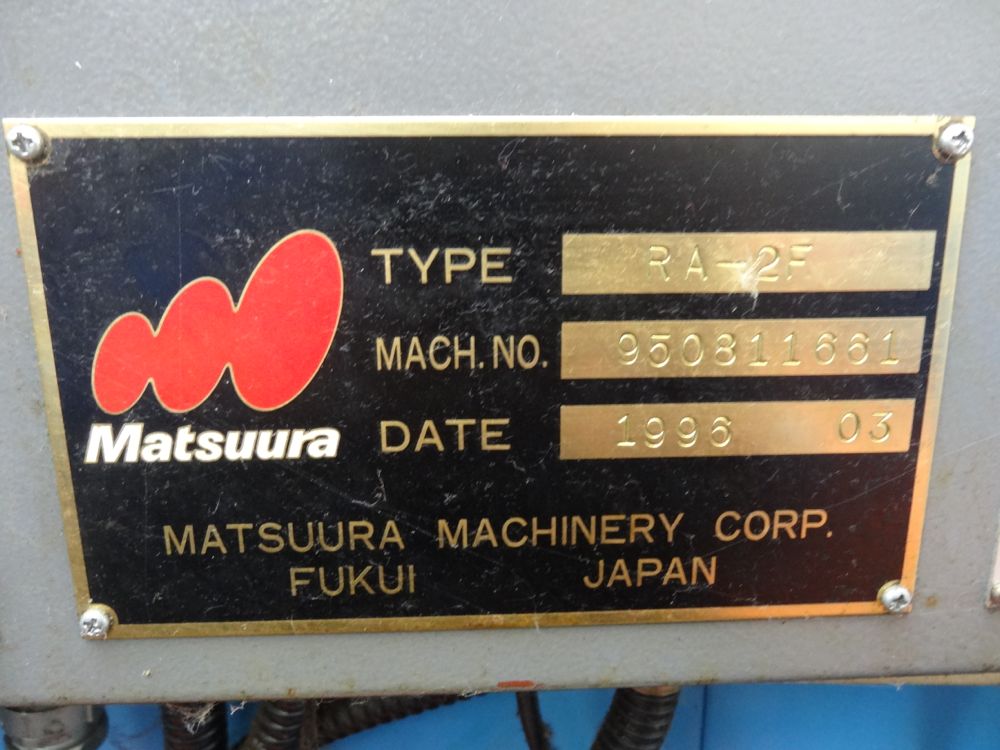 TYPE RA-2F
MACH. NO. 950811661
DATE 1996 03
Matsuura
MATSUURA MACHINERY CORP.
FUKUI JAPAN